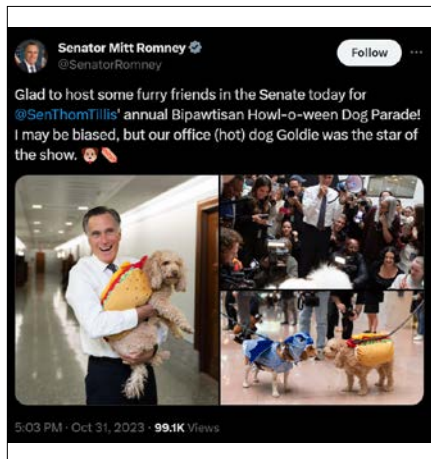 Senator Mitt Romney
@SenatorRomney
Follow
Glad to host some furry friends in the Senate today for
@SenThomTillis' annual Bipawtisan Howl-o-ween Dog Parade!
I may be biased, but our office (hot) dog Goldie was the star of
the show. 🐶🌭
5:03 PM · Oct 31, 2023 · 99.1K Views